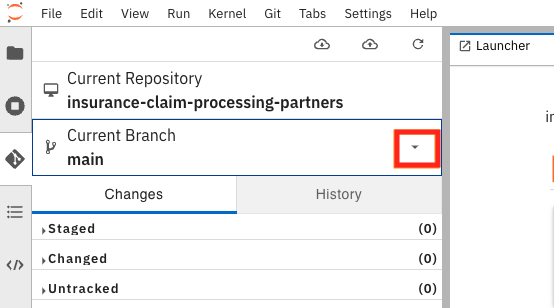 File Edit View Run Kernel Git Tabs Settings Help
Launcher
Current Repository
insurance-claim-processing-partners
Current Branch
main
Changes History
Staged (0)
Changed (0)
Untracked (0)